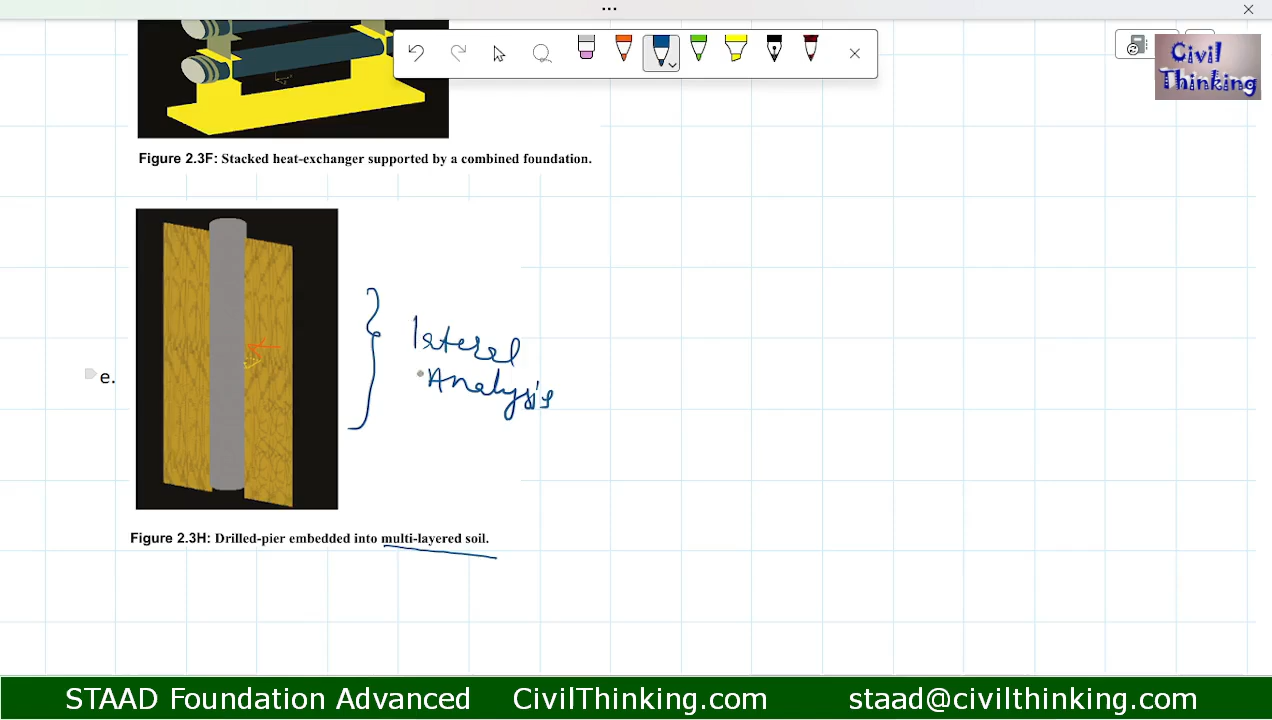 Civil
Thinking
Figure 2.3F: Stacked heat-exchanger supported by a combined foundation.
lateral
Analysis
e.
Figure 2.3H: Drilled-pier embedded into multi-layered soil.
STAAD Foundation Advanced CivilThinking.com staad@civilthinking.com